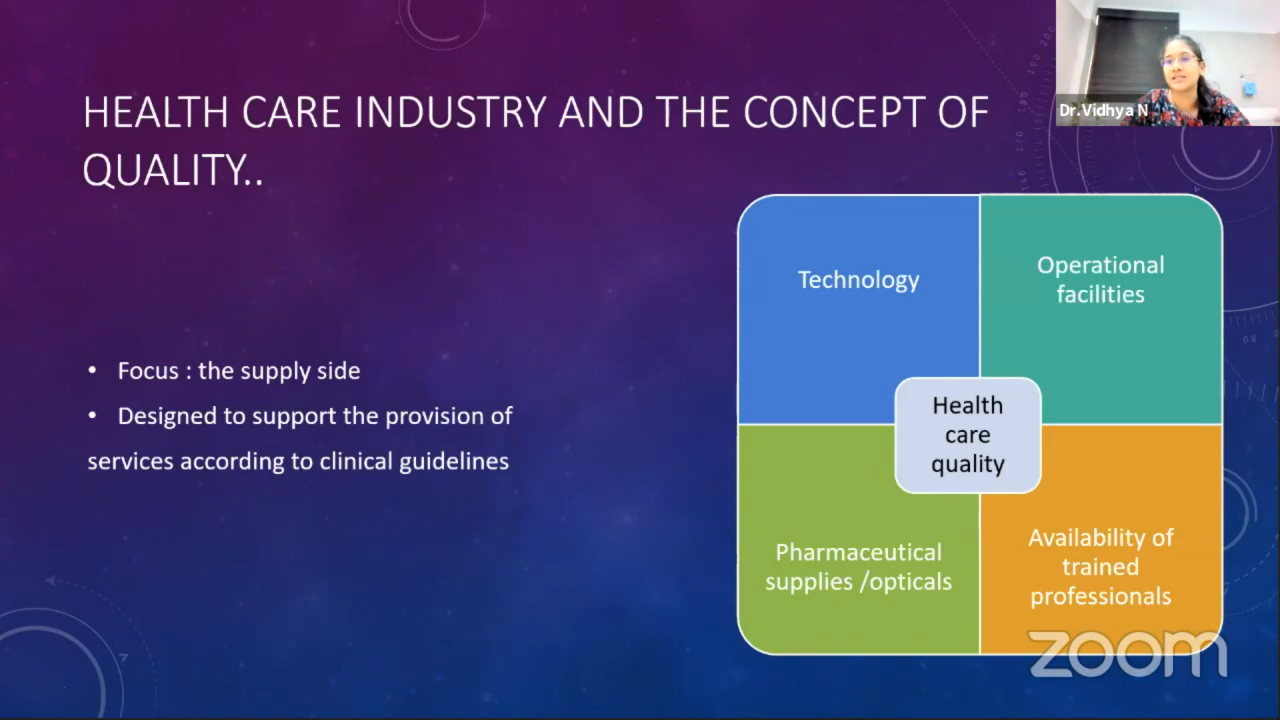 HEALTH CARE INDUSTRY AND THE CONCEPT OF
QUALITY..
Dr.Vidhya N
• Focus : the supply side
• Designed to support the provision of
services according to clinical guidelines
Technology
Operational
facilities
Health
care
quality
Pharmaceutical
supplies /opticals
Availability of
trained
professionals
zoom